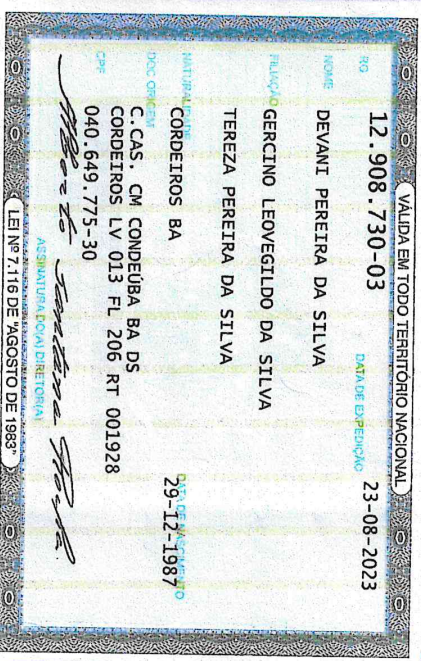 VÁLIDA EM TODO TERRITÓRIO NACIONAL
RG 12.908.730-03 DATA DE EXPEDIÇÃO 23-08-2023
NOME DEVANI PEREIRA DA SILVA
FILIAÇÃO GERCINO LEOVEGILDO DA SILVA
TEREZA PEREIRA DA SILVA
NATURALIDADE DATA DE NASCIMENTO
CORDEIROS BA 29-12-1987
DOC ORIGEM C.CAS. CM CONDEÚBA BA DS
CORDEIROS LV 013 FL 206 RT 001928
CPF 040.649.775-30
ASSINATURA DO(A) DIRETOR(A)
LEI Nº 7.116 DE "AGOSTO DE 1983"